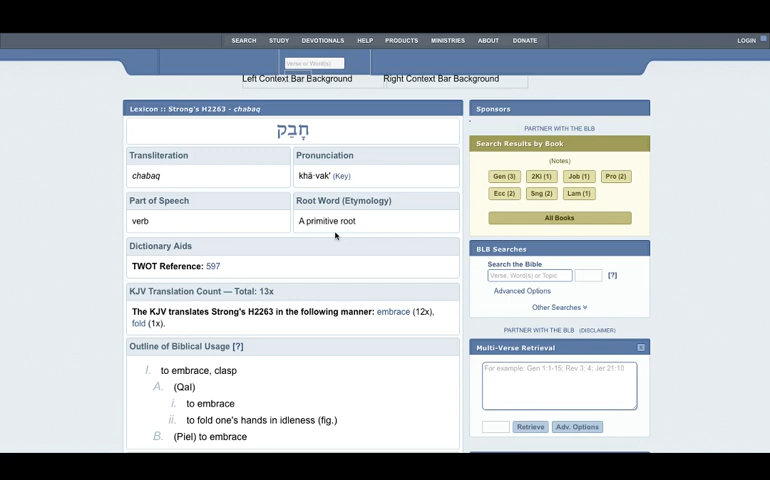 SEARCH STUDY DEVOTIONALS HELP PRODUCTS MINISTRIES ABOUT DONATE LOGIN
Verse or Word(s)
Left Context Bar Background Right Context Bar Background
Lexicon :: Strong's H2263 - chabaq
חָבַק
Transliteration Pronunciation
chabaq khä·vak' (Key)
Part of Speech Root Word (Etymology)
verb A primitive root
Dictionary Aids
TWOT Reference: 597
KJV Translation Count — Total: 13x
The KJV translates Strong's H2263 in the following manner: embrace (12x),
fold (1x).
Outline of Biblical Usage [?]
I. to embrace, clasp
A. (Qal)
i. to embrace
ii. to fold one's hands in idleness (fig.)
B. (Piel) to embrace
Sponsors
PARTNER WITH THE BLB
Search Results by Book
(Notes)
Gen (3) 2Ki (1) Job (1) Pro (2)
Ecc (2) Sng (2) Lam (1)
All Books
BLB Searches
Search the Bible
Verse, Word(s) or Topic [?]
Advanced Options
Other Searches
PARTNER WITH THE BLB (DISCLAIMER)
Multi-Verse Retrieval x
For example: Gen 1:1-15; Rev 3; 4; Jer 21:10
Retrieve Adv. Options